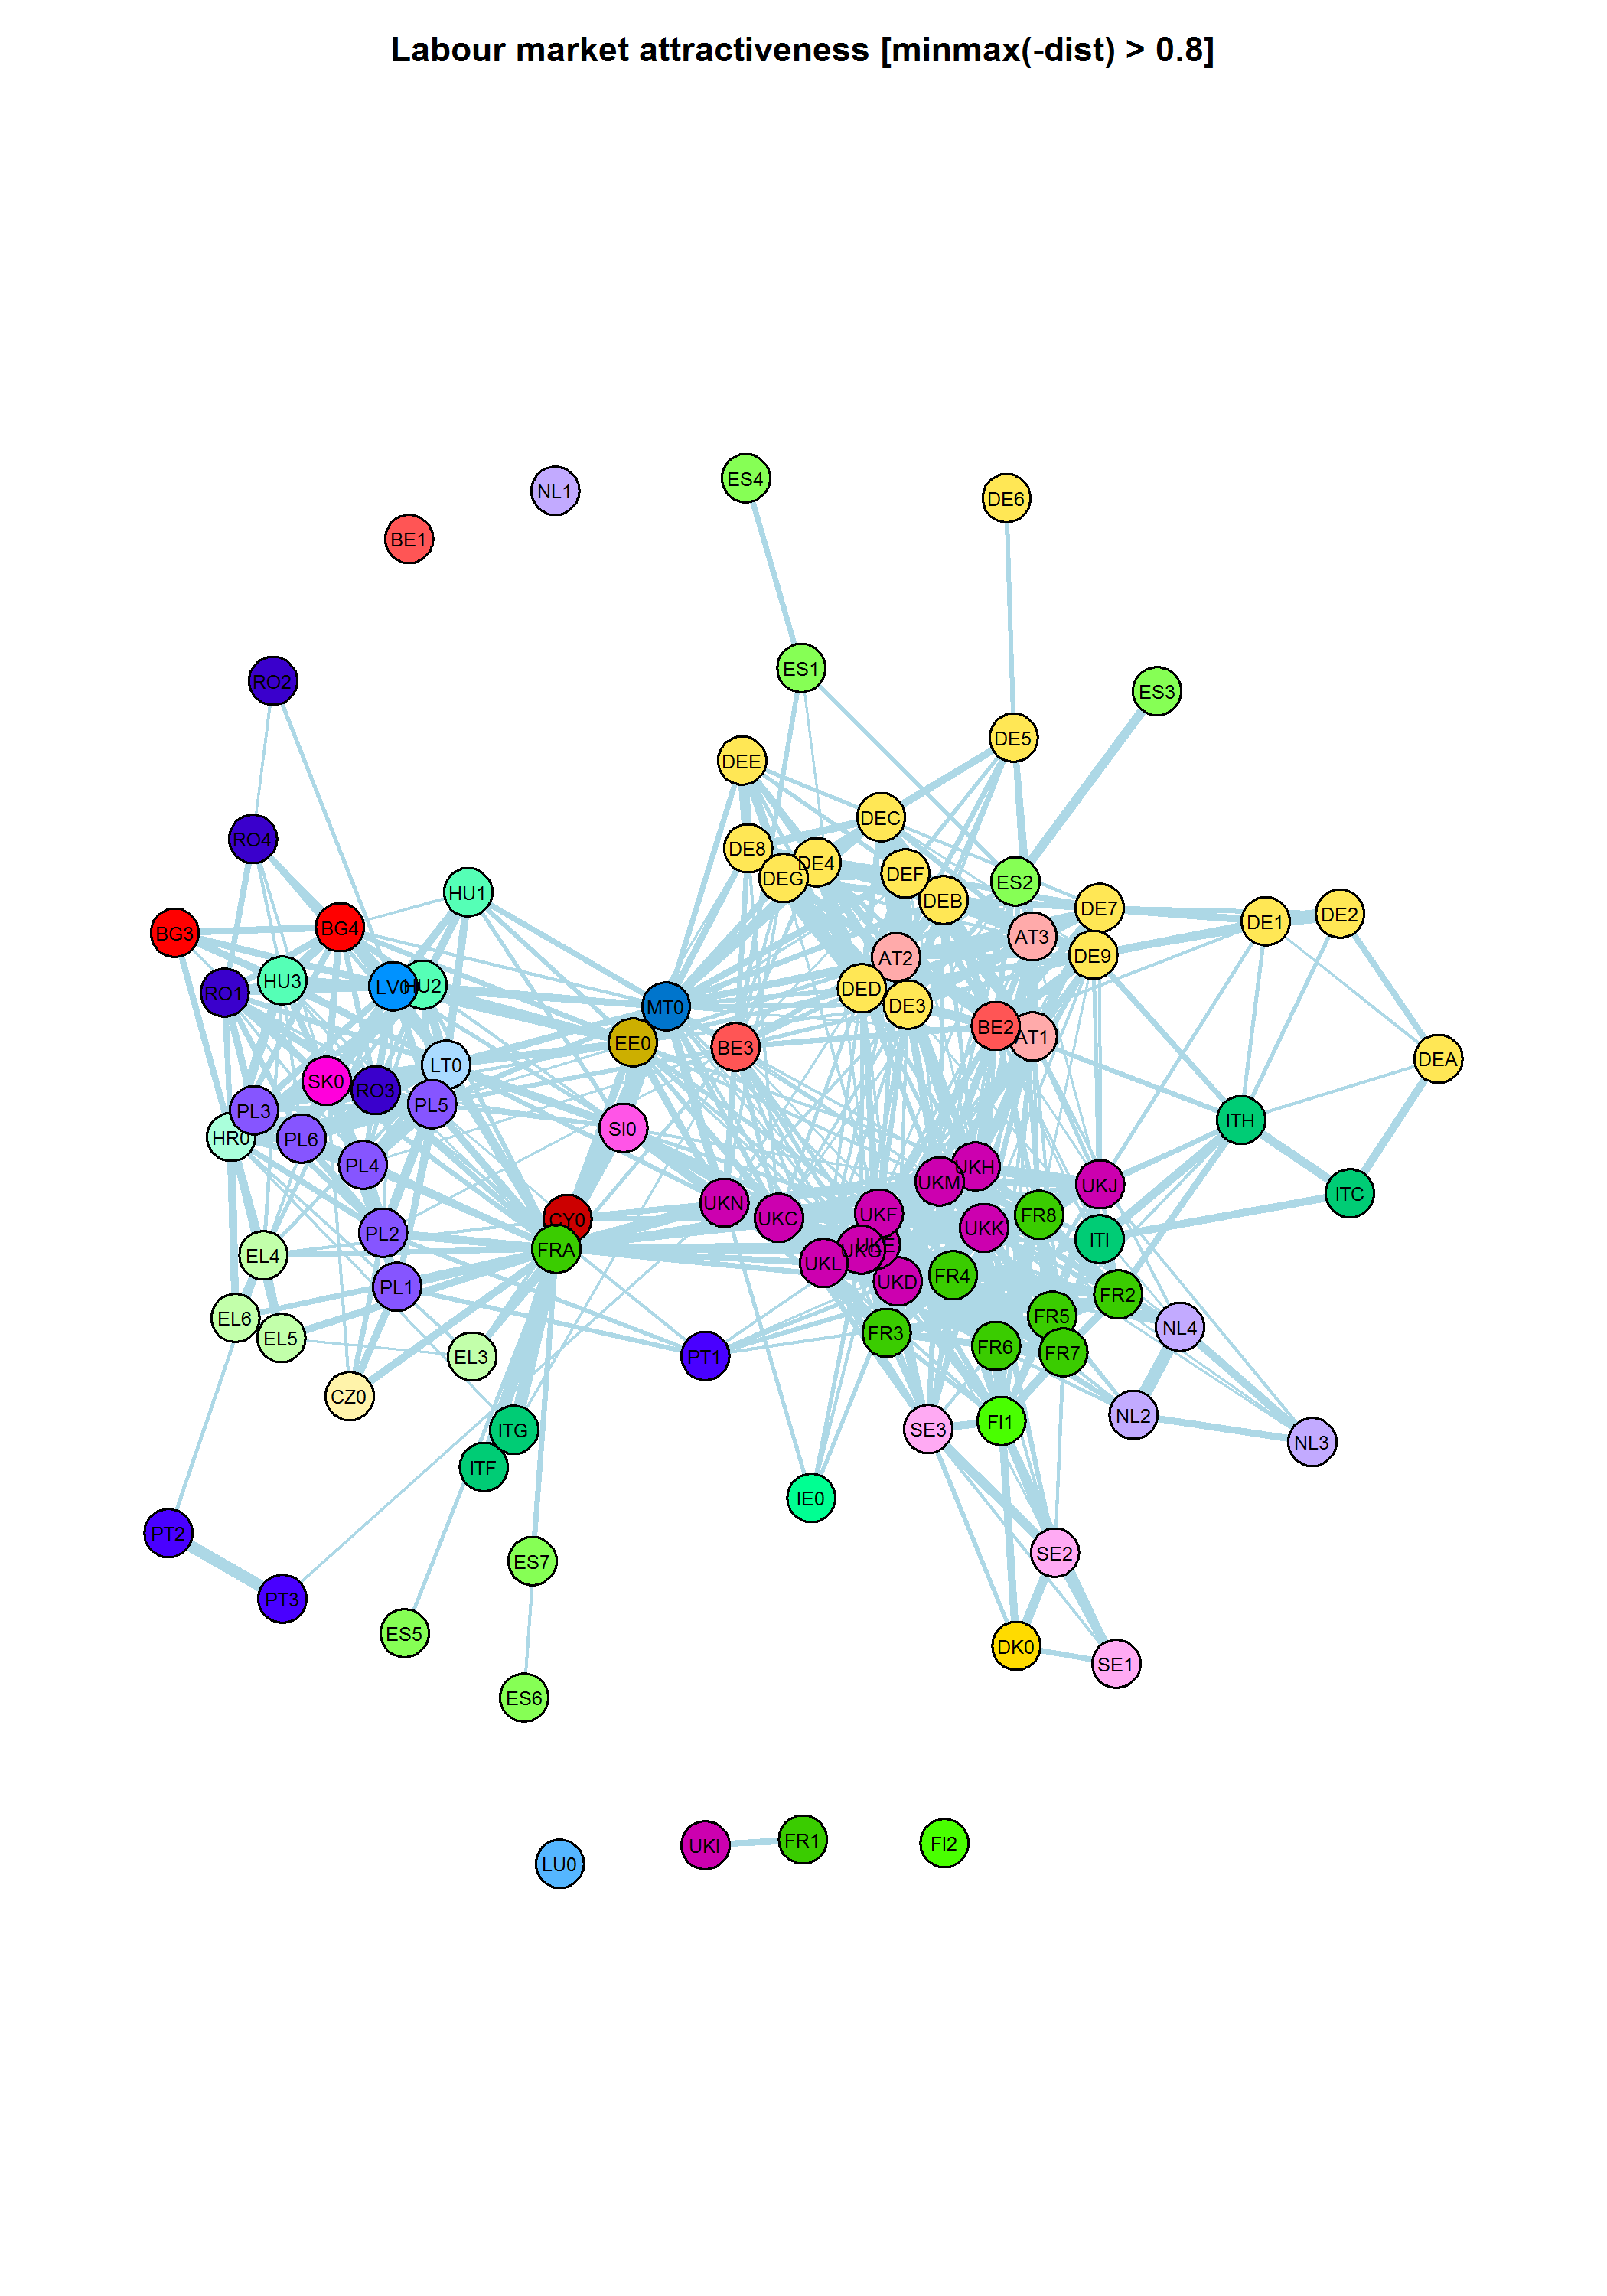 Labour market attractiveness [minmax(-dist) > 0.8]
ES4
NL1
DE6
BE1
ES1
RO2
ES3
DE5
DEE
DEC
RO4
DE8
DE4
DEG
DEF
ES2
HU1
DEB
DE7
DE2
DE1
BG4
BG3
AT3
DE9
AT2
HU3
LV0
HU2
DED
RO1
DE3
MT0
BE2
AT1
EE0
BE3
DEA
LT0
SK0
RO3
PL5
PL3
ITH
SI0
HR0
PL6
PL4
UKH
UKM
UKJ
ITC
UKN
UKF
FR8
UKC
CY0
UKK
PL2
ITI
UKE
FRA
UKG
EL4
UKL
FR4
UKD
PL1
FR2
FR5
EL6
NL4
FR3
EL5
FR6
FR7
EL3
PT1
CZ0
NL2
FI1
SE3
ITG
NL3
ITF
IE0
PT2
SE2
ES7
PT3
ES5
DK0
SE1
ES6
FR1
FI2
UKI
LU0